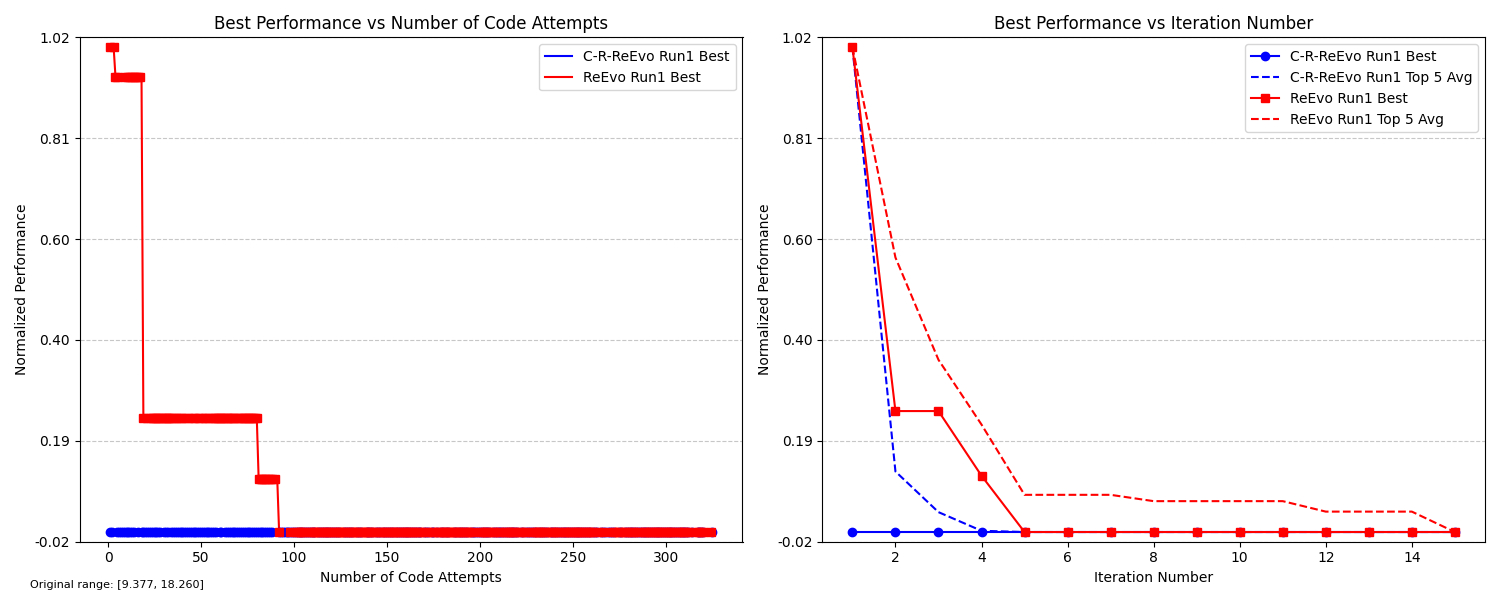 Best Performance vs Number of Code Attempts
1.02
0.81
0.60
0.40
0.19
-0.02
Normalized Performance
C-R-ReEvo Run1 Best
ReEvo Run1 Best
0
50
100
150
200
250
300
Number of Code Attempts
Original range: [9.377, 18.260]
Best Performance vs Iteration Number
1.02
0.81
0.60
0.40
0.19
-0.02
Normalized Performance
C-R-ReEvo Run1 Best
C-R-ReEvo Run1 Top 5 Avg
ReEvo Run1 Best
ReEvo Run1 Top 5 Avg
2
4
6
8
10
12
14
Iteration Number